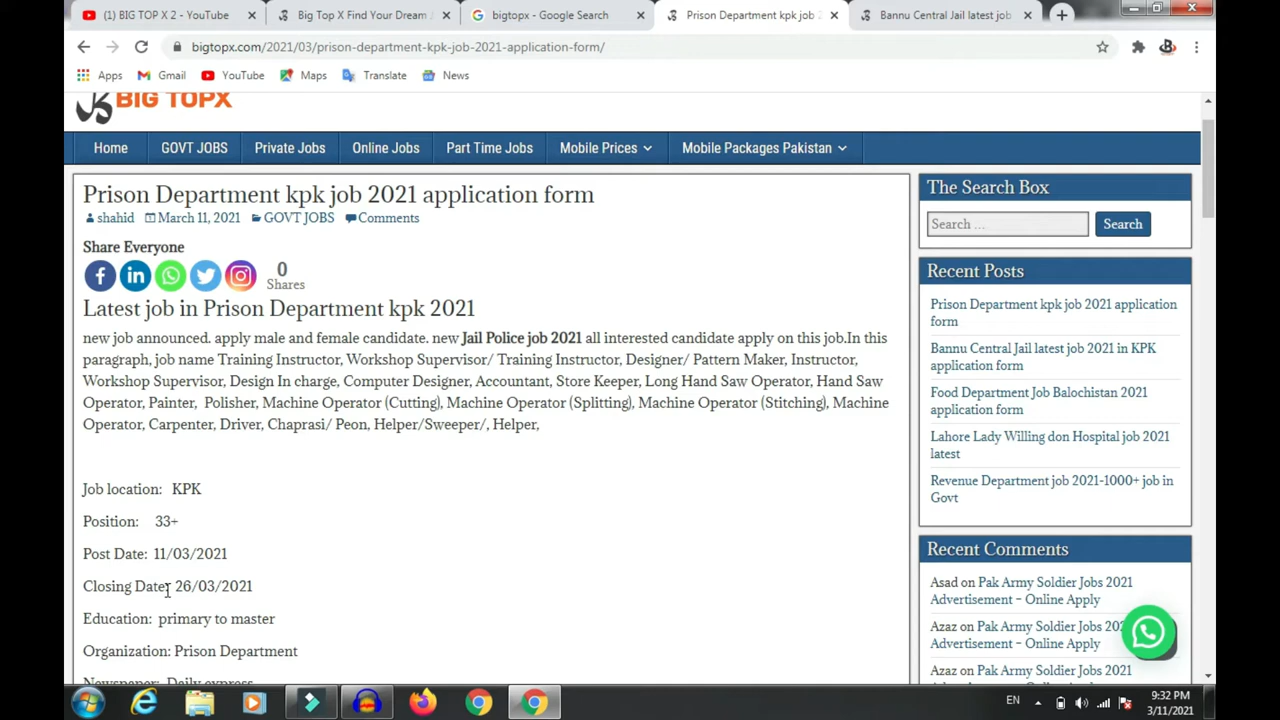 (1) BIG TOP X 2 - YouTube
Big Top X Find Your Dream J
bigtopx - Google Search
Prison Department kpk job 2
Bannu Central Jail latest job
bigtopx.com/2021/03/prison-department-kpk-job-2021-application-form/
Apps
Gmail
YouTube
Maps
Translate
News
BIG TOPX
Home
GOVT JOBS
Private Jobs
Online Jobs
Part Time Jobs
Mobile Prices
Mobile Packages Pakistan
Prison Department kpk job 2021 application form
shahid March 11, 2021 GOVT JOBS Comments
Share Everyone
0
Shares
Latest job in Prison Department kpk 2021
new job announced. apply male and female candidate. new Jail Police job 2021 all interested candidate apply on this job.In this
paragraph, job name Training Instructor, Workshop Supervisor/ Training Instructor, Designer/ Pattern Maker, Instructor,
Workshop Supervisor, Design In charge, Computer Designer, Accountant, Store Keeper, Long Hand Saw Operator, Hand Saw
Operator, Painter, Polisher, Machine Operator (Cutting), Machine Operator (Splitting), Machine Operator (Stitching), Machine
Operator, Carpenter, Driver, Chaprasi/ Peon, Helper/Sweeper/, Helper,
Job location: KPK
Position: 33+
Post Date: 11/03/2021
Closing Date: 26/03/2021
Education: primary to master
Organization: Prison Department
Newspaper: Daily express
The Search Box
Search ...
Search
Recent Posts
Prison Department kpk job 2021 application
form
Bannu Central Jail latest job 2021 in KPK
application form
Food Department Job Balochistan 2021
application form
Lahore Lady Willing don Hospital job 2021
latest
Revenue Department job 2021-1000+ job in
Govt
Recent Comments
Asad on Pak Army Soldier Jobs 2021
Advertisement – Online Apply
Azaz on Pak Army Soldier Jobs 202
Advertisement – Online Apply
Azaz on Pak Army Soldier Jobs 2021
EN
9:32 PM
3/11/2021